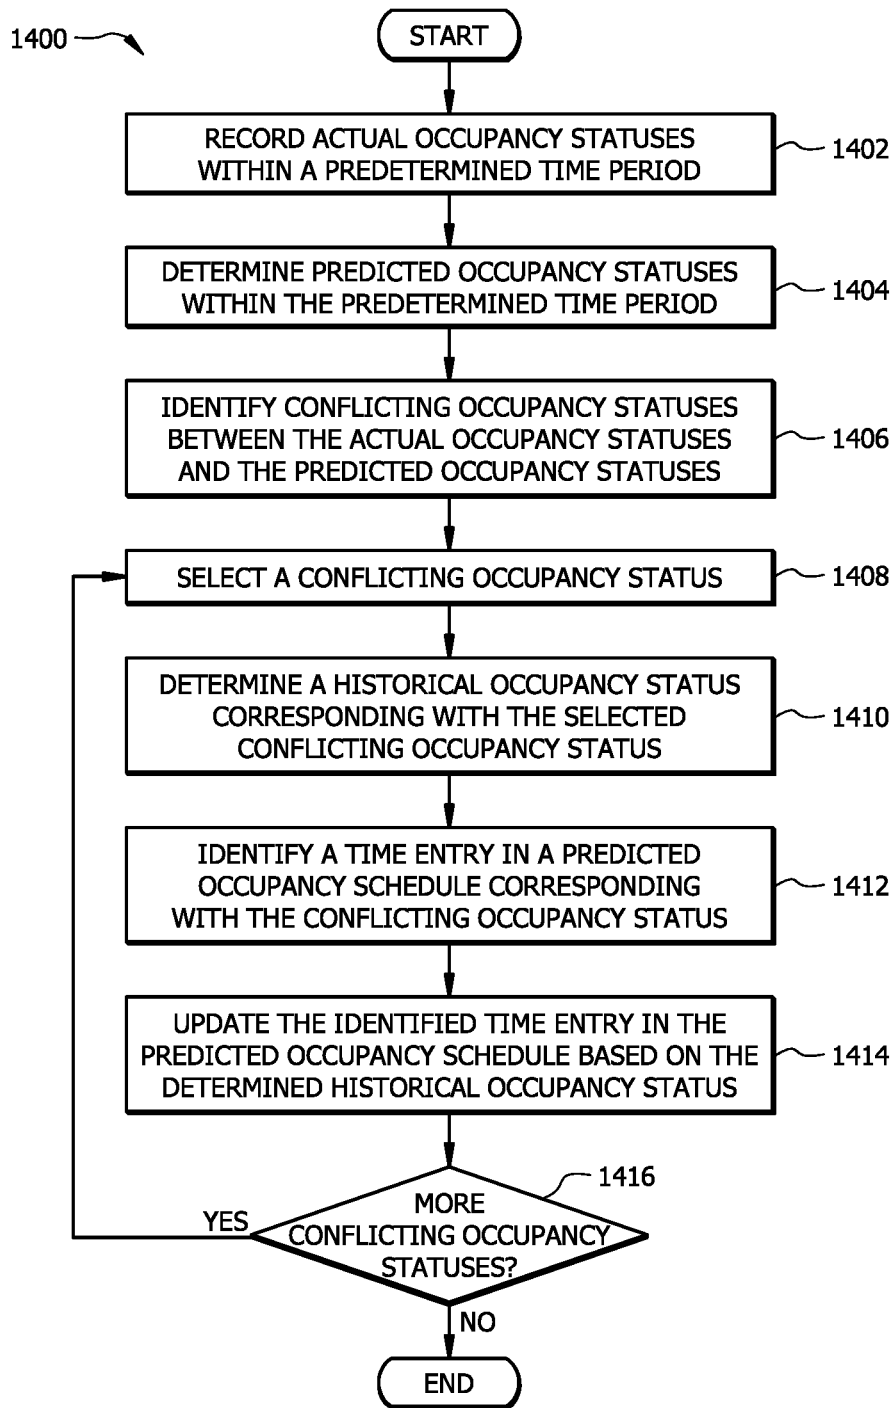 1400
START
RECORD ACTUAL OCCUPANCY STATUSES
WITHIN A PREDETERMINED TIME PERIOD
1402
DETERMINE PREDICTED OCCUPANCY STATUSES
WITHIN THE PREDETERMINED TIME PERIOD
1404
IDENTIFY CONFLICTING OCCUPANCY STATUSES
BETWEEN THE ACTUAL OCCUPANCY STATUSES
AND THE PREDICTED OCCUPANCY STATUSES
1406
SELECT A CONFLICTING OCCUPANCY STATUS
1408
DETERMINE A HISTORICAL OCCUPANCY STATUS
CORRESPONDING WITH THE SELECTED
CONFLICTING OCCUPANCY STATUS
1410
IDENTIFY A TIME ENTRY IN A PREDICTED
OCCUPANCY SCHEDULE CORRESPONDING
WITH THE CONFLICTING OCCUPANCY STATUS
1412
UPDATE THE IDENTIFIED TIME ENTRY IN THE
PREDICTED OCCUPANCY SCHEDULE BASED ON THE
DETERMINED HISTORICAL OCCUPANCY STATUS
1414
1416
MORE
CONFLICTING OCCUPANCY
STATUSES?
YES
NO
END